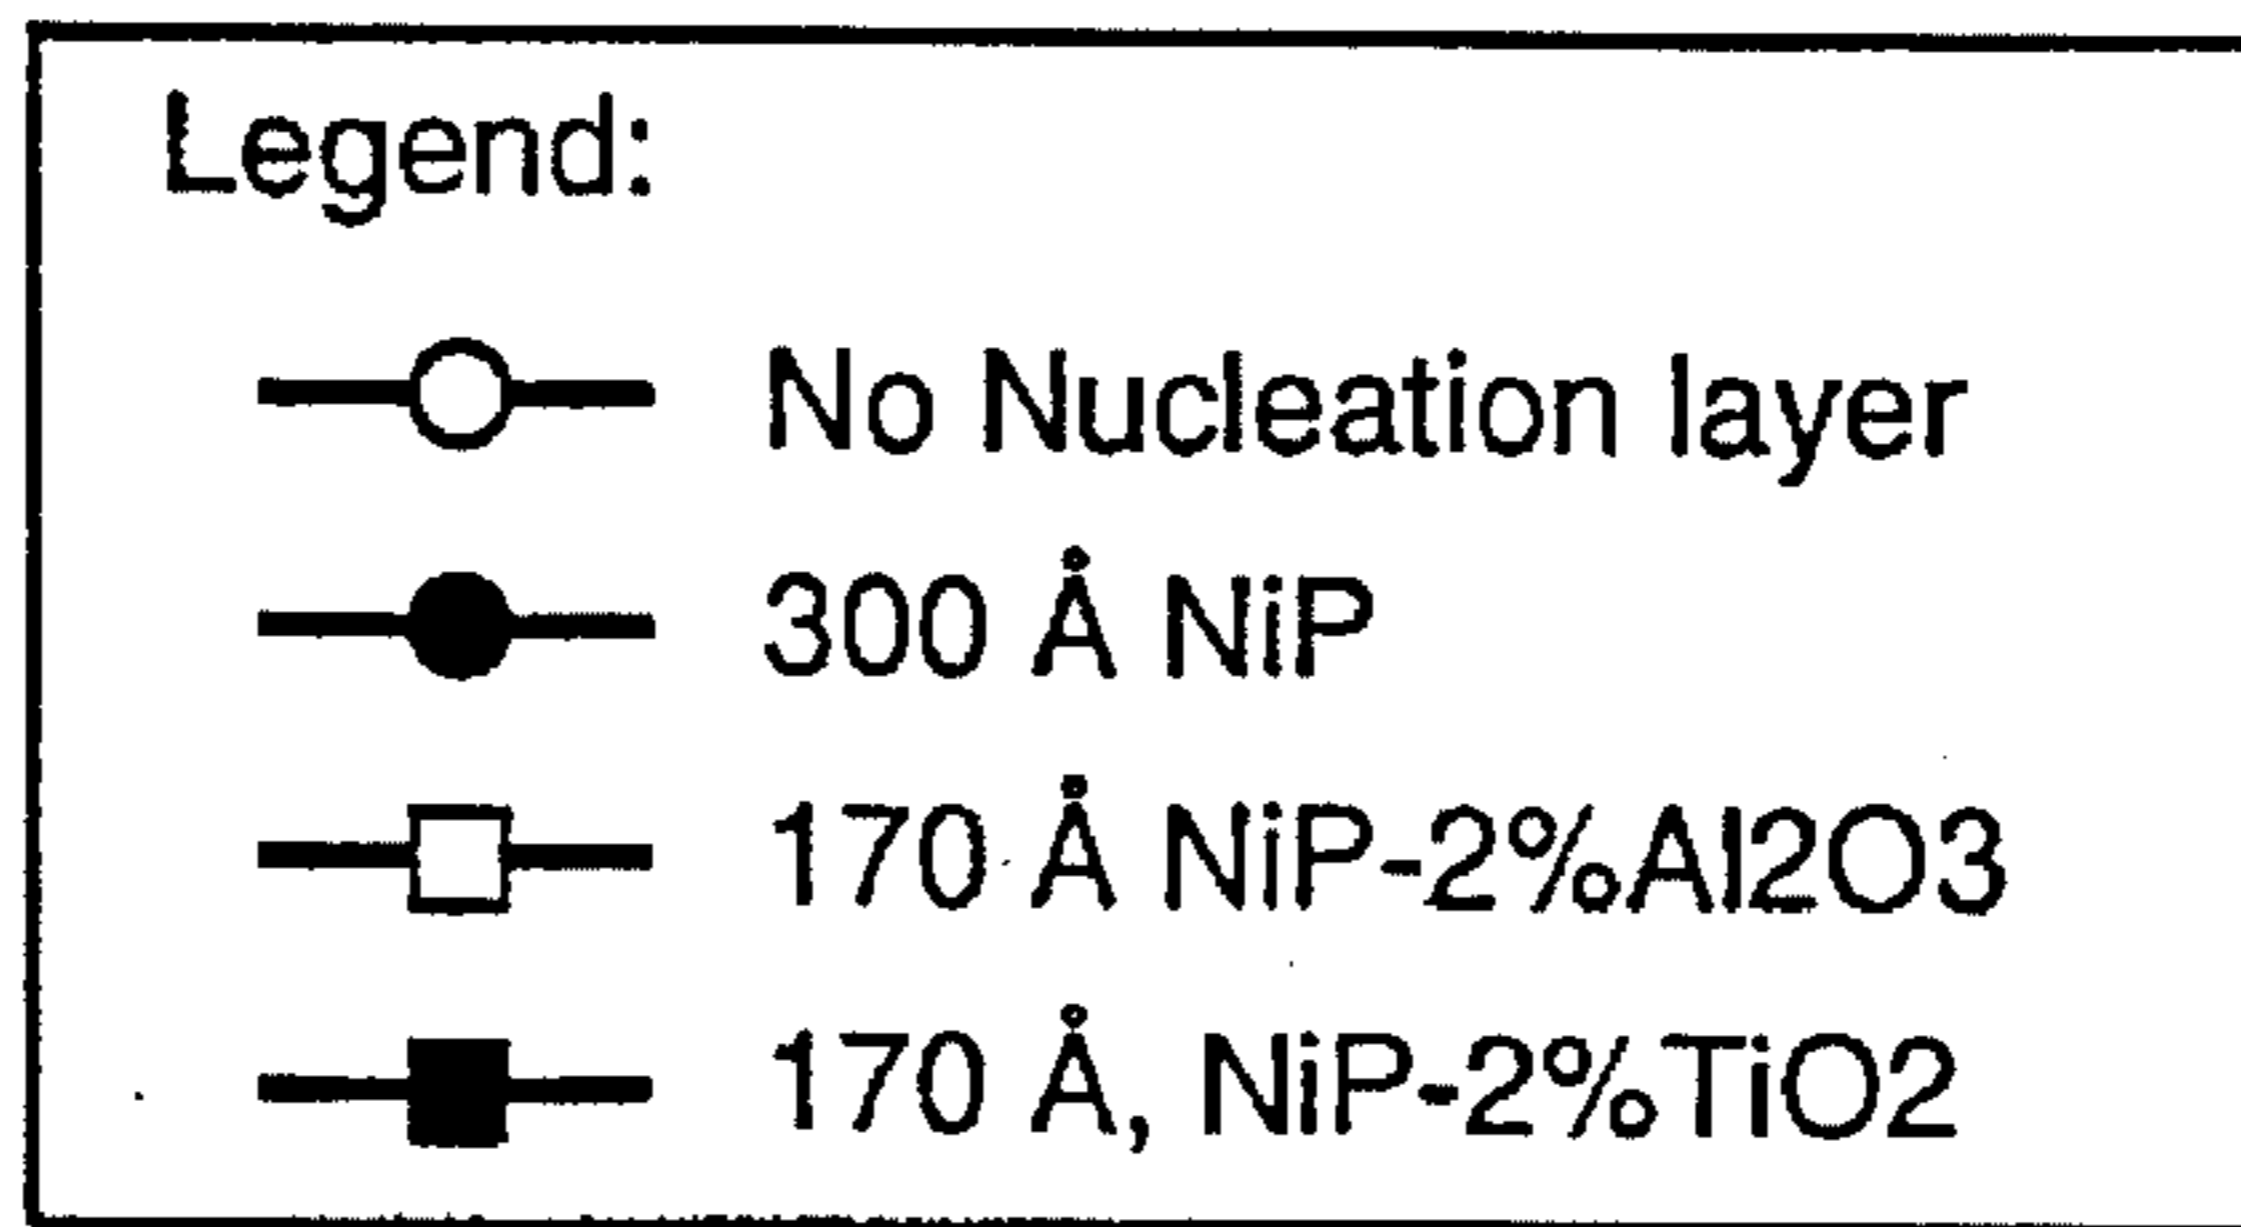 Legend:
No Nucleation layer
300 Å NiP
170 Å NiP-2%Al2O3
170 Å, NiP-2%TiO2